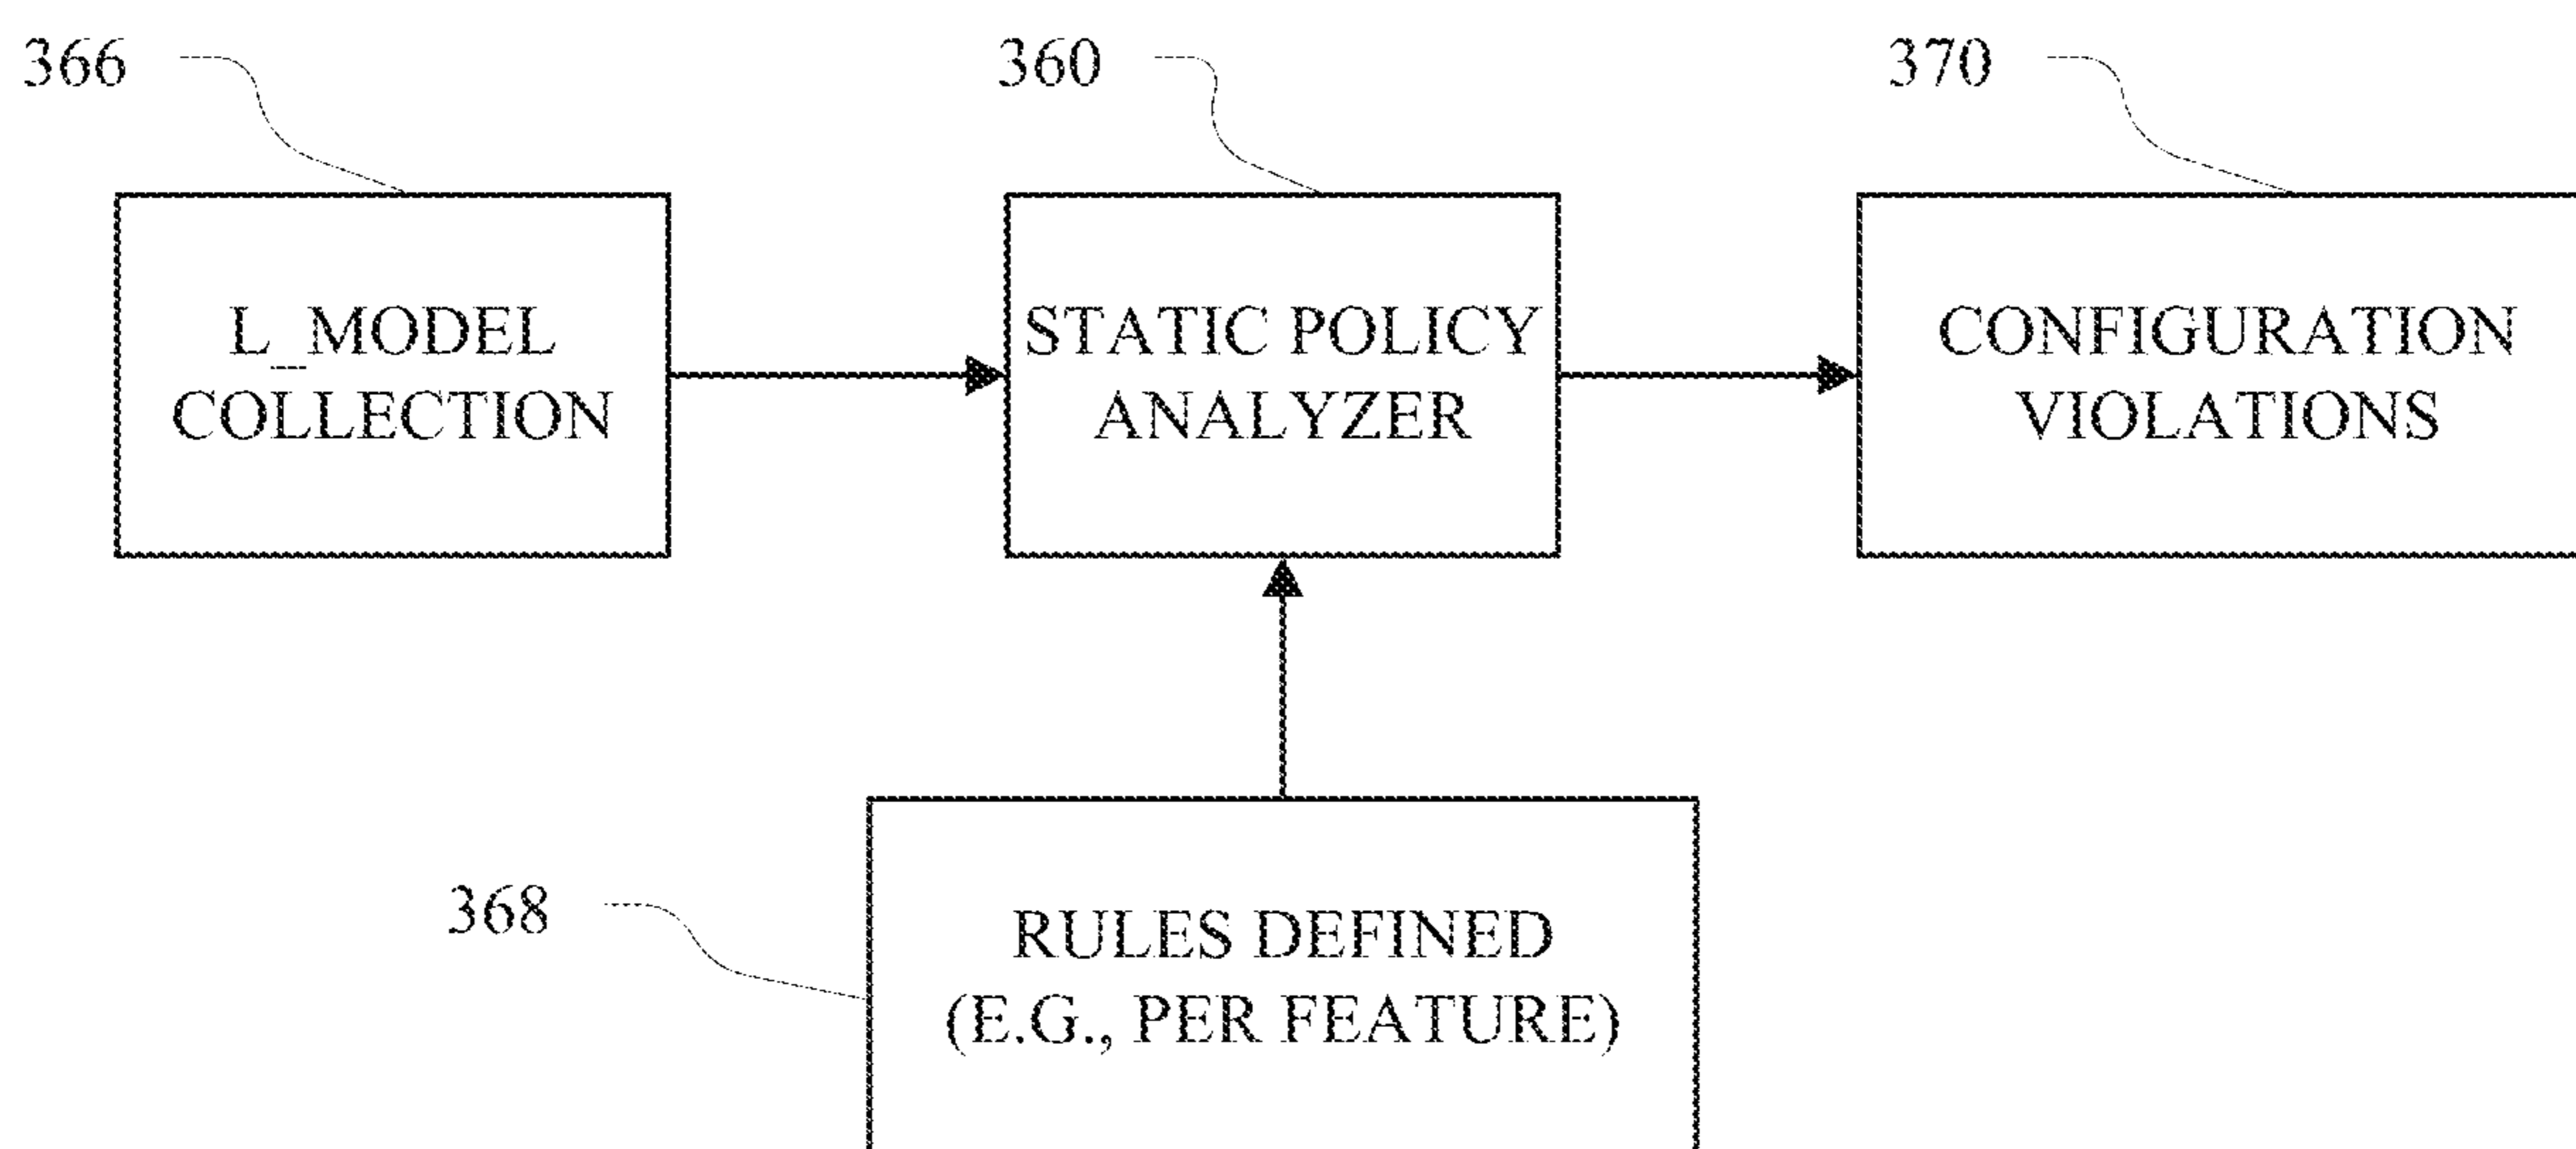 366
360
370
L_MODEL
COLLECTION
STATIC POLICY
ANALYZER
CONFIGURATION
VIOLATIONS
368
RULES DEFINED
(E.G., PER FEATURE)